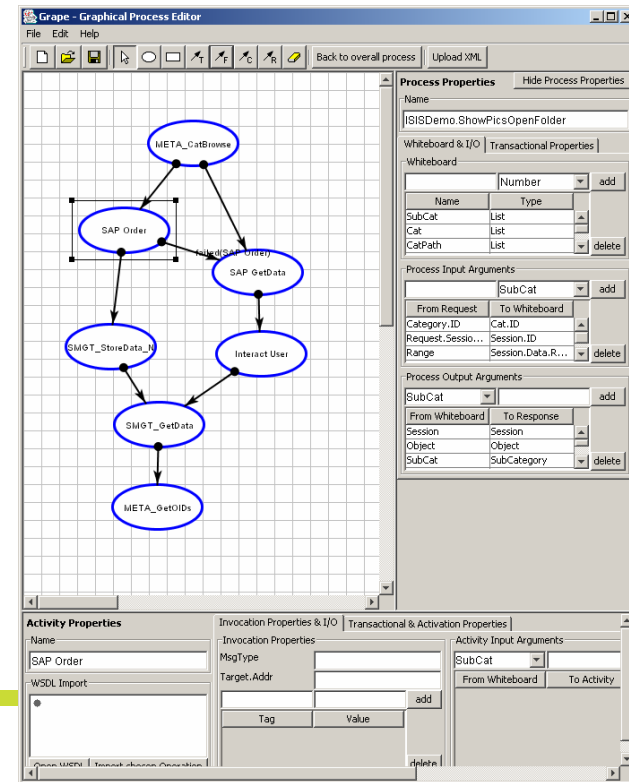 Grape - Graphical Process Editor
File Edit Help
T F C R Back to overall process Upload XML
Process Properties Hide Process Properties
Name
ISISDemo.ShowPicsOpenFolder
Whiteboard & I/O Transactional Properties
Whiteboard
Number add
Name Type
SubCat List
Cat List
CatPath List delete
Process Input Arguments
SubCat add
From Request To Whiteboard
Category.ID Cat.ID
Request.Sessio... Session.ID
Range Session.Data.R... delete
Process Output Arguments
SubCat add
From Whiteboard To Response
Session Session
Object Object
SubCat SubCategory delete
META_CatBrowse
SAP Order
failed(SAP Order)
SAP GetData
SMGT_StoreData_N
Interact User
SMGT_GetData
META_GetOIDs
Activity Properties
Name
SAP Order
WSDL Import
Open WSDL Import chosen Operation
Invocation Properties & I/O Transactional & Activation Properties
Invocation Properties
MsgType
Target.Addr
add
Tag Value
delete
Activity Input Arguments
SubCat
From Whiteboard To Activity